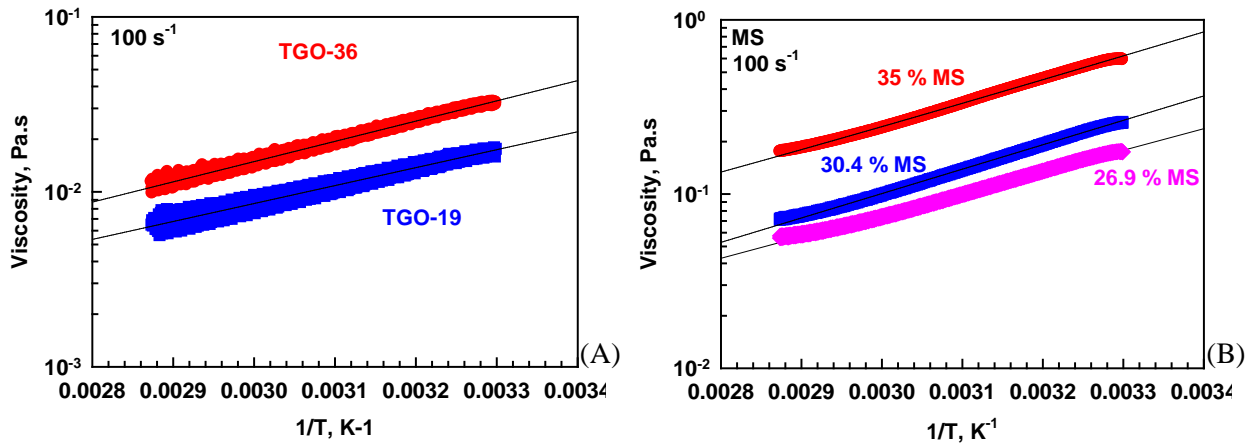 10⁻¹
100 s⁻¹
TGO-36
10⁻²
TGO-19
10⁻³
Viscosity, Pa.s
0.0028 0.0029 0.0030 0.0031 0.0032 0.0033 0.0034
1/T, K-1
(A)
10⁰
MS
100 s⁻¹
35 % MS
10⁻¹
30.4 % MS
26.9 % MS
10⁻²
Viscosity, Pa.s
0.0028 0.0029 0.0030 0.0031 0.0032 0.0033 0.0034
1/T, K⁻¹
(B)